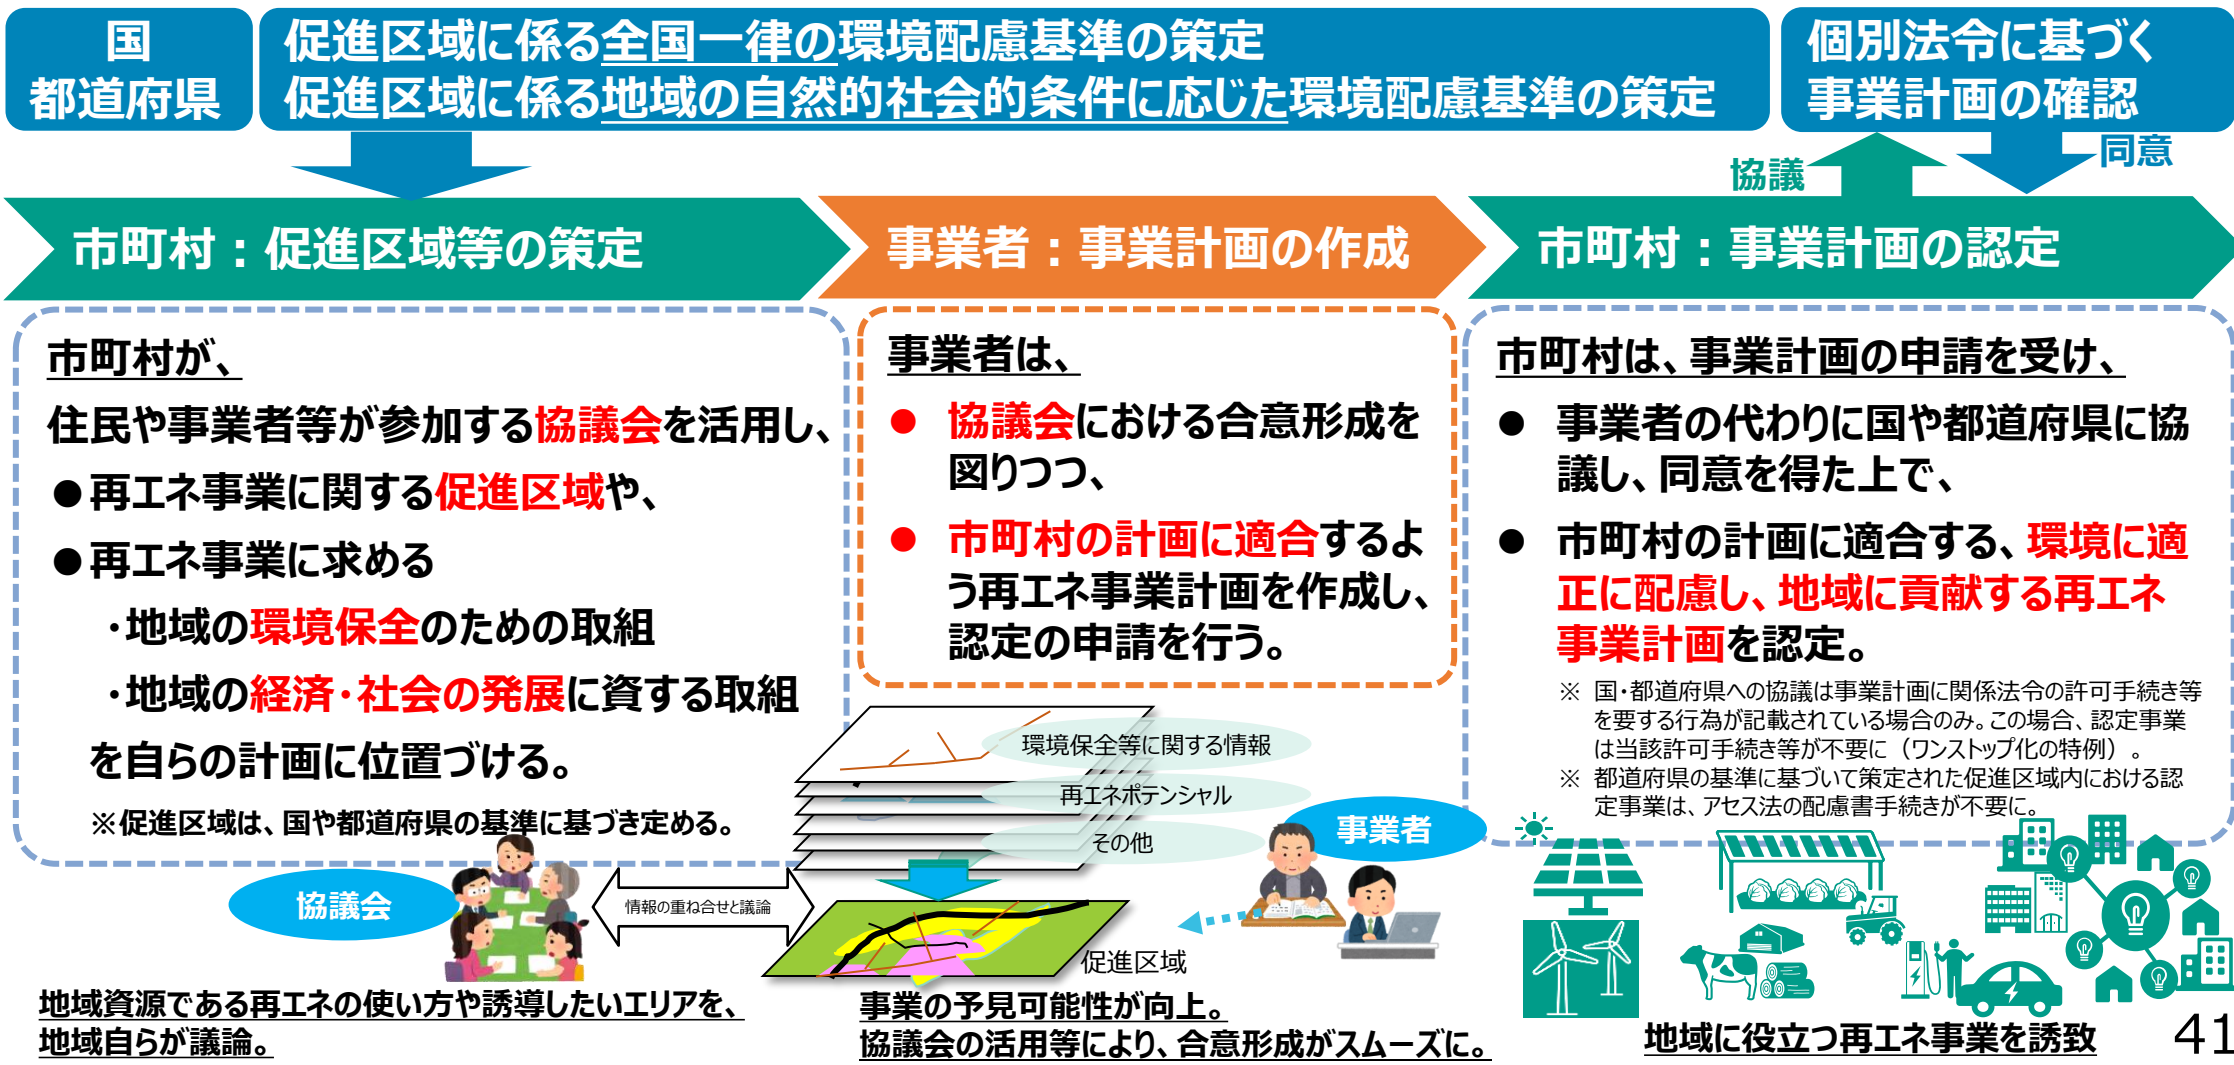 国
都道府県
促進区域に係る全国一律の環境配慮基準の策定
促進区域に係る地域の自然的社会的条件に応じた環境配慮基準の策定
個別法令に基づく
事業計画の確認
協議
同意
市町村：促進区域等の策定
事業者：事業計画の作成
市町村：事業計画の認定
市町村が、
住民や事業者等が参加する協議会を活用し、
●再エネ事業に関する促進区域や、
●再エネ事業に求める
・地域の環境保全のための取組
・地域の経済・社会の発展に資する取組
を自らの計画に位置づける。
※促進区域は、国や都道府県の基準に基づき定める。
事業者は、
● 協議会における合意形成を
図りつつ、
● 市町村の計画に適合するよ
う再エネ事業計画を作成し、
認定の申請を行う。
市町村は、事業計画の申請を受け、
● 事業者の代わりに国や都道府県に協
議し、同意を得た上で、
● 市町村の計画に適合する、環境に適
正に配慮し、地域に貢献する再エネ
事業計画を認定。
※ 国・都道府県への協議は事業計画に関係法令の許可手続き等
を要する行為が記載されている場合のみ。この場合、認定事業
は当該許可手続き等が不要に（ワンストップ化の特例）。
※ 都道府県の基準に基づいて策定された促進区域内における認
定事業は、アセス法の配慮書手続きが不要に。
環境保全等に関する情報
再エネポテンシャル
その他
事業者
協議会
情報の重ね合せと議論
促進区域
地域資源である再エネの使い方や誘導したいエリアを、
地域自らが議論。
事業の予見可能性が向上。
協議会の活用等により、合意形成がスムーズに。
地域に役立つ再エネ事業を誘致
41